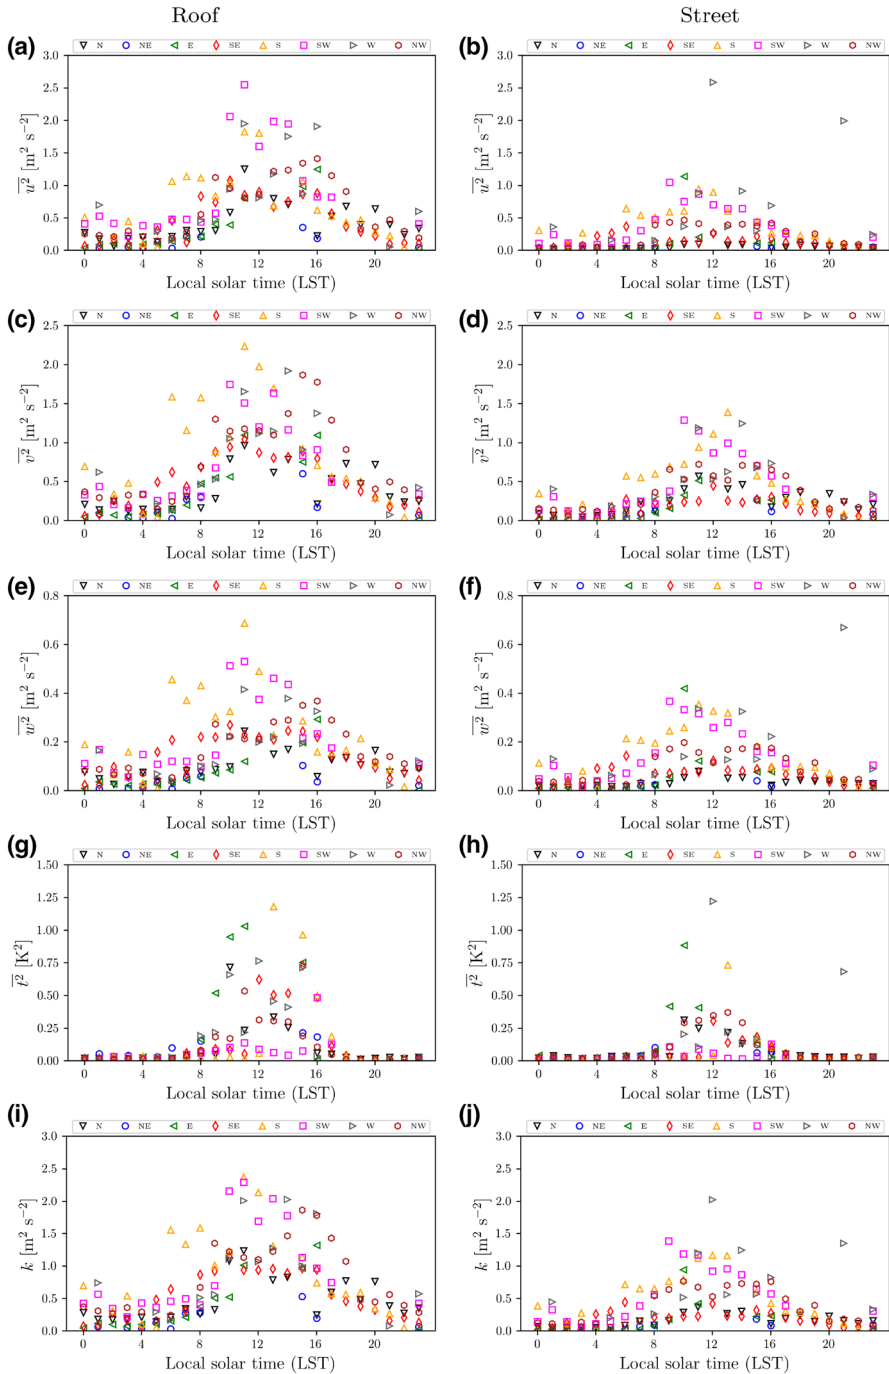 Roof Street
(a) (b)
N NE E SE S SW W NW N NE E SE S SW W NW
3.0 2.5 2.0 1.5 1.0 0.5 0.0 3.0 2.5 2.0 1.5 1.0 0.5 0.0
u² [m² s⁻²] u² [m² s⁻²]
0 4 8 12 16 20 0 4 8 12 16 20
Local solar time (LST) Local solar time (LST)
(c) (d)
N NE E SE S SW W NW N NE E SE S SW W NW
2.5 2.0 1.5 1.0 0.5 0.0 2.5 2.0 1.5 1.0 0.5 0.0
v² [m² s⁻²] v² [m² s⁻²]
0 4 8 12 16 20 0 4 8 12 16 20
Local solar time (LST) Local solar time (LST)
(e) (f)
N NE E SE S SW W NW N NE E SE S SW W NW
0.8 0.6 0.4 0.2 0.0 0.8 0.6 0.4 0.2 0.0
w² [m² s⁻²] w² [m² s⁻²]
0 4 8 12 16 20 0 4 8 12 16 20
Local solar time (LST) Local solar time (LST)
(g) (h)
N NE E SE S SW W NW N NE E SE S SW W NW
1.50 1.25 1.00 0.75 0.50 0.25 0.00 1.50 1.25 1.00 0.75 0.50 0.25 0.00
t² [K²] t² [K²]
0 4 8 12 16 20 0 4 8 12 16 20
Local solar time (LST) Local solar time (LST)
(i) (j)
N NE E SE S SW W NW N NE E SE S SW W NW
3.0 2.5 2.0 1.5 1.0 0.5 0.0 3.0 2.5 2.0 1.5 1.0 0.5 0.0
k [m² s⁻²] k [m² s⁻²]
0 4 8 12 16 20 0 4 8 12 16 20
Local solar time (LST) Local solar time (LST)